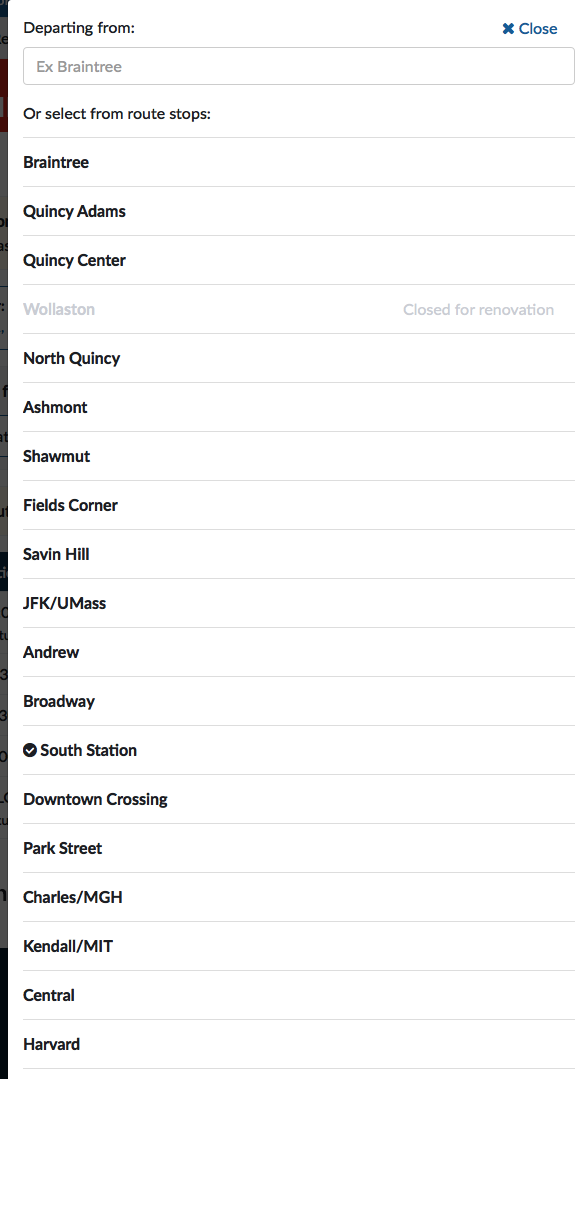 Departing from:
✖ Close
Ex Braintree
Or select from route stops:
Braintree
Quincy Adams
Quincy Center
Wollaston Closed for renovation
North Quincy
Ashmont
Shawmut
Fields Corner
Savin Hill
JFK/UMass
Andrew
Broadway
South Station
Downtown Crossing
Park Street
Charles/MGH
Kendall/MIT
Central
Harvard